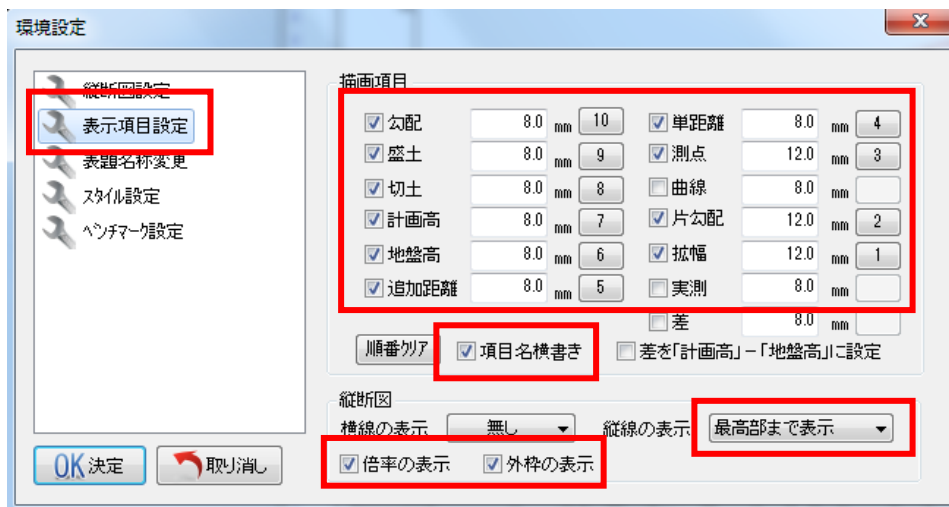 環境設定
x
縦断図設定
表示項目設定
表題名称変更
スタイル設定
ベンチマーク設定
OK 決定
取り消し
描画項目
勾配 8.0 mm 10 単距離 8.0 mm 4
盛土 8.0 mm 9 測点 12.0 mm 3
切土 8.0 mm 8 曲線 8.0 mm
計画高 8.0 mm 7 片勾配 12.0 mm 2
地盤高 8.0 mm 6 拡幅 12.0 mm 1
追加距離 8.0 mm 5 実測 8.0 mm
差 8.0 mm
順番クリア 項目名横書き 差を「計画高」-「地盤高」に設定
縦断図
横線の表示 無し 縦線の表示 最高部まで表示
倍率の表示 外枠の表示